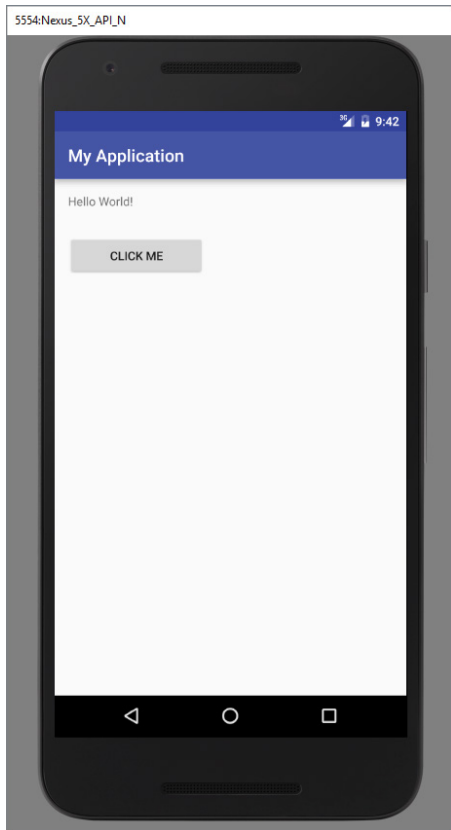 5554:Nexus_5X_API_N
3G 9:42
My Application
Hello World!
CLICK ME